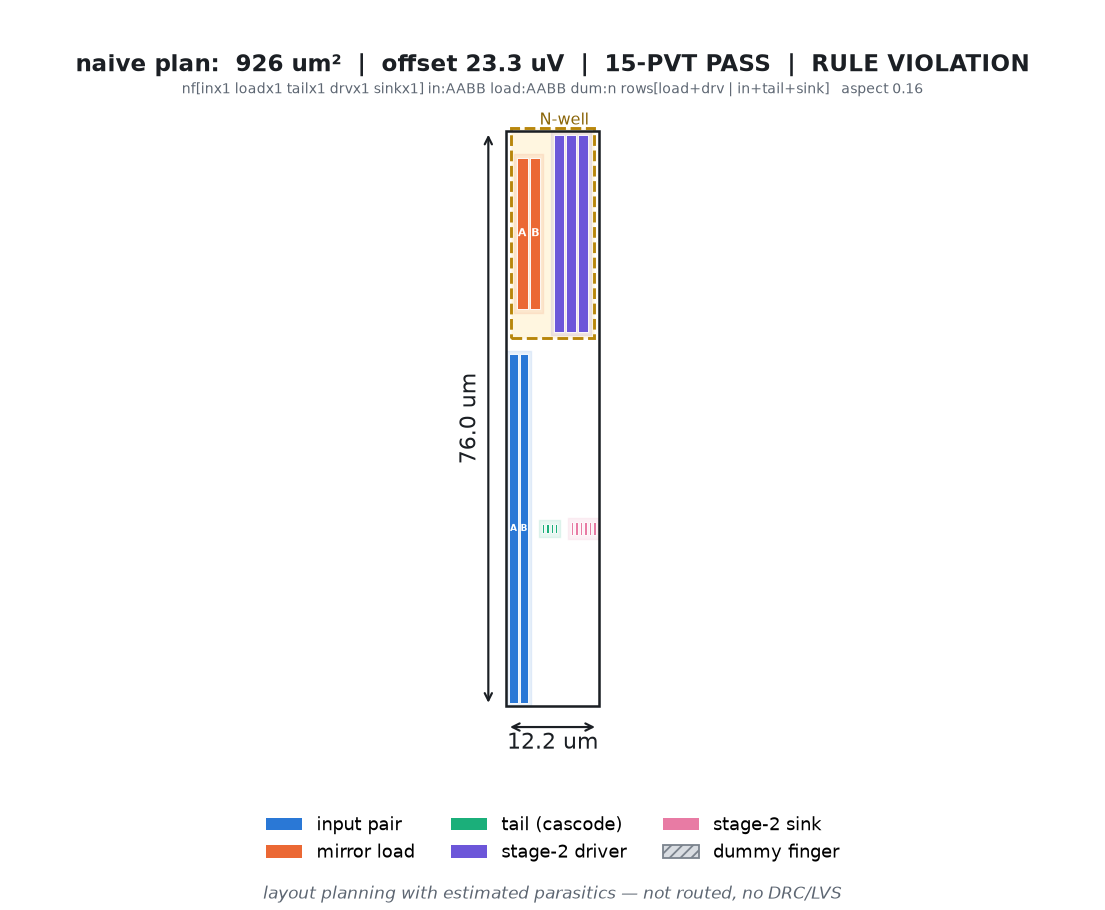 naive plan:  926 um²  |  offset 23.3 uV  |  15-PVT PASS  |  RULE VIOLATION
nf[inx1 loadx1 tailx1 drvx1 sinkx1] in:AABB load:AABB dum:n rows[load+drv | in+tail+sink]   aspect 0.16
N-well
A B
76.0 um
A B
12.2 um
input pair
mirror load
tail (cascode)
stage-2 driver
stage-2 sink
dummy finger
layout planning with estimated parasitics — not routed, no DRC/LVS